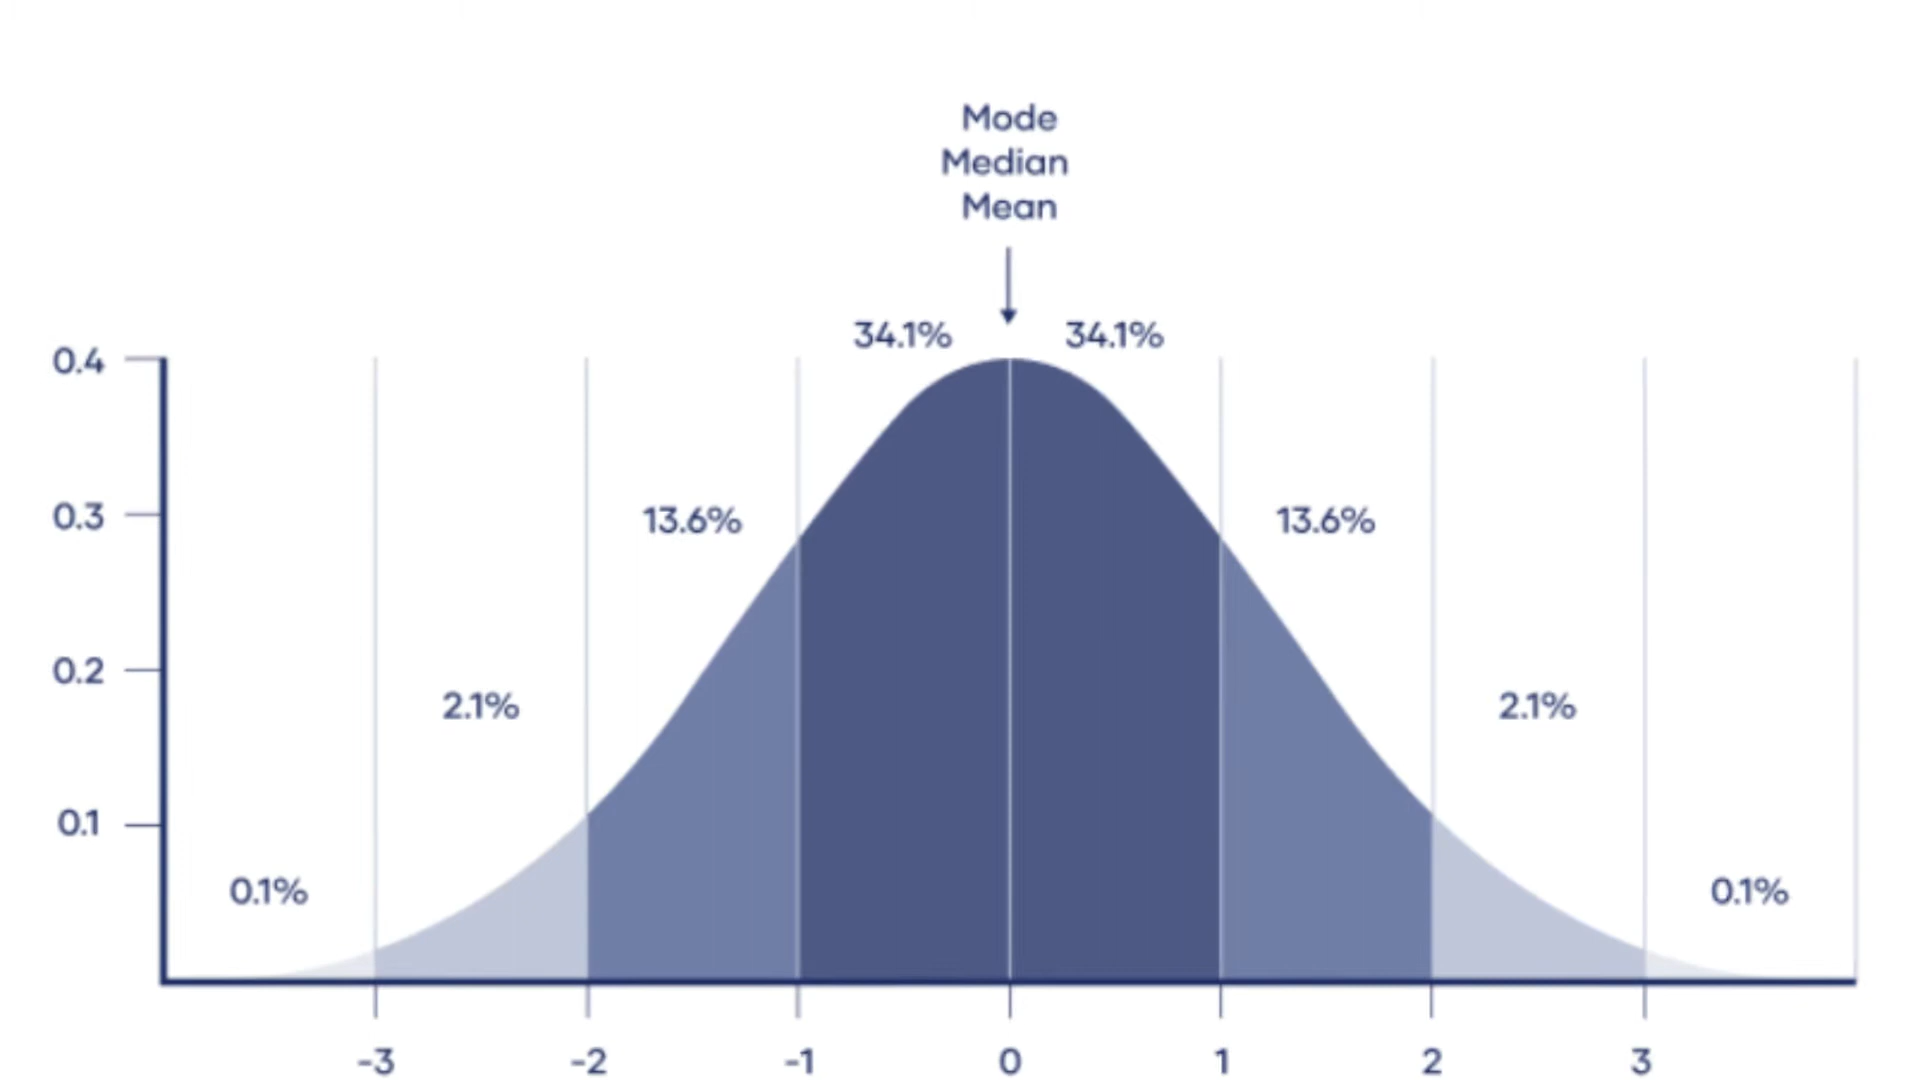 Mode
Median
Mean
34.1% 34.1%
0.4
0.3
13.6% 13.6%
0.2
2.1% 2.1%
0.1
0.1% 0.1%
-3 -2 -1 0 1 2 3